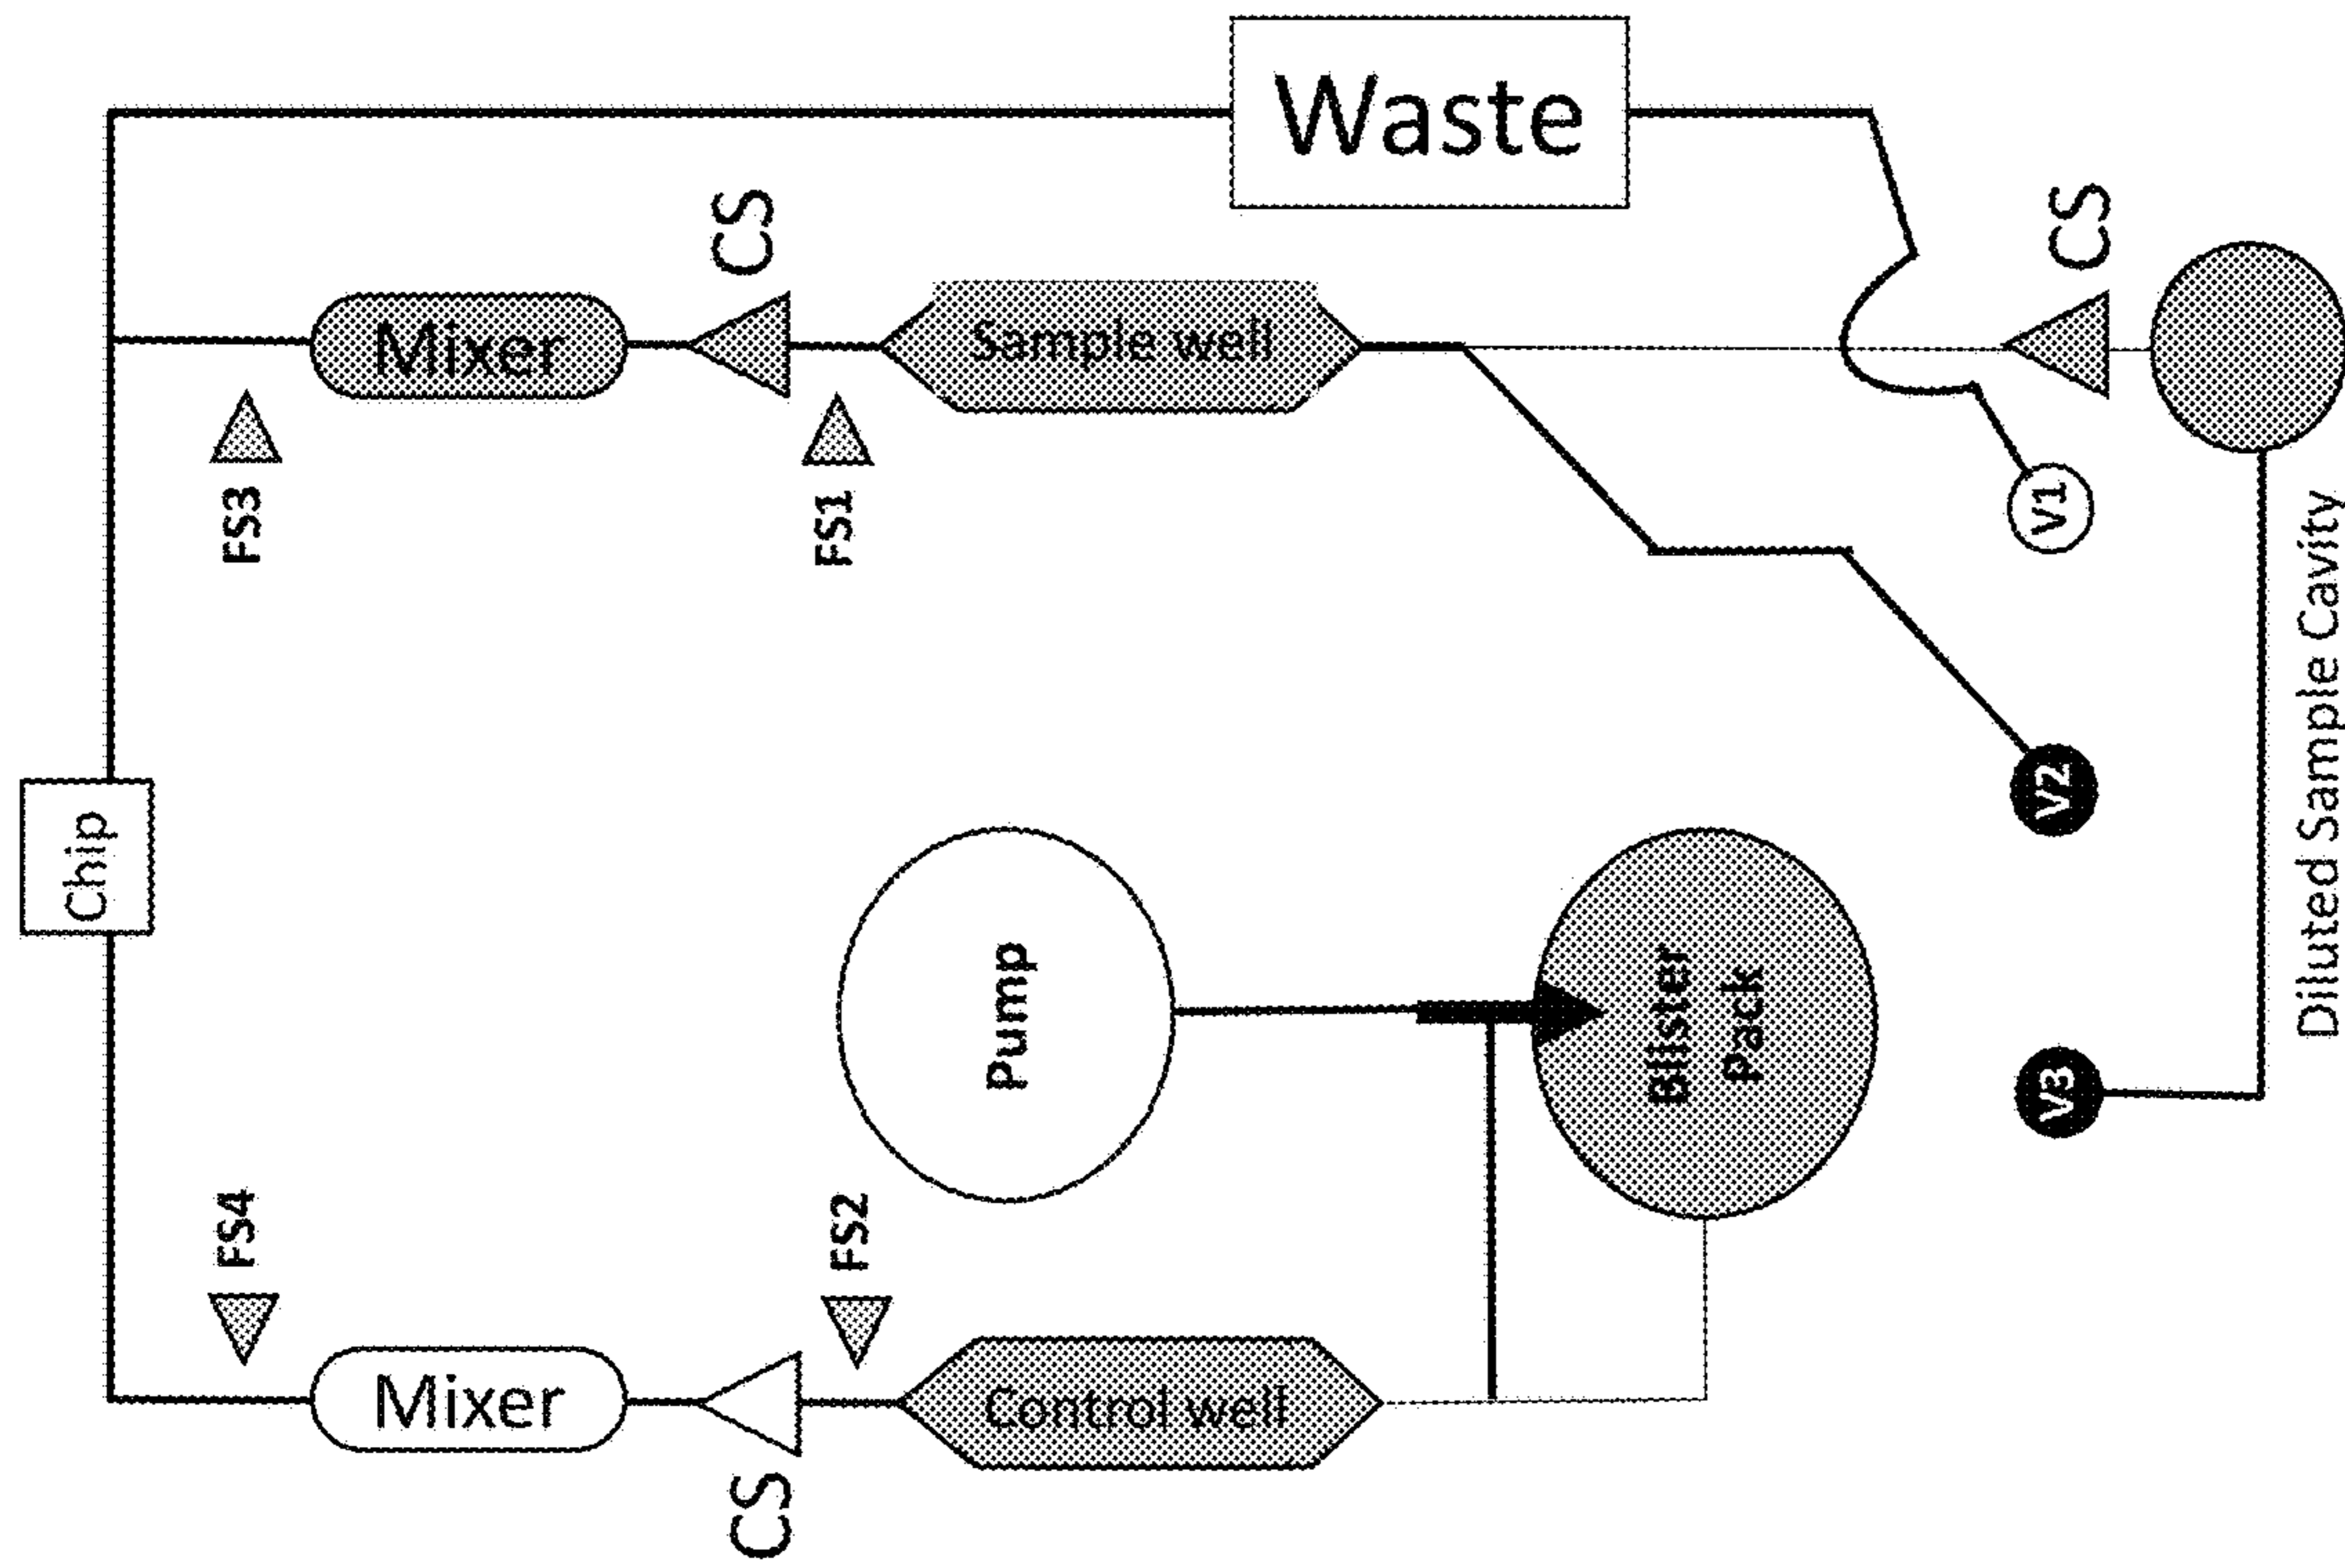 Waste
CS
CS
Mixer
Sample well
FS3
FS1
V1
Chip
V2
Diluted Sample Cavity
Pump
Blister
Pack
V3
FS4
FS2
Mixer
Control well
CS